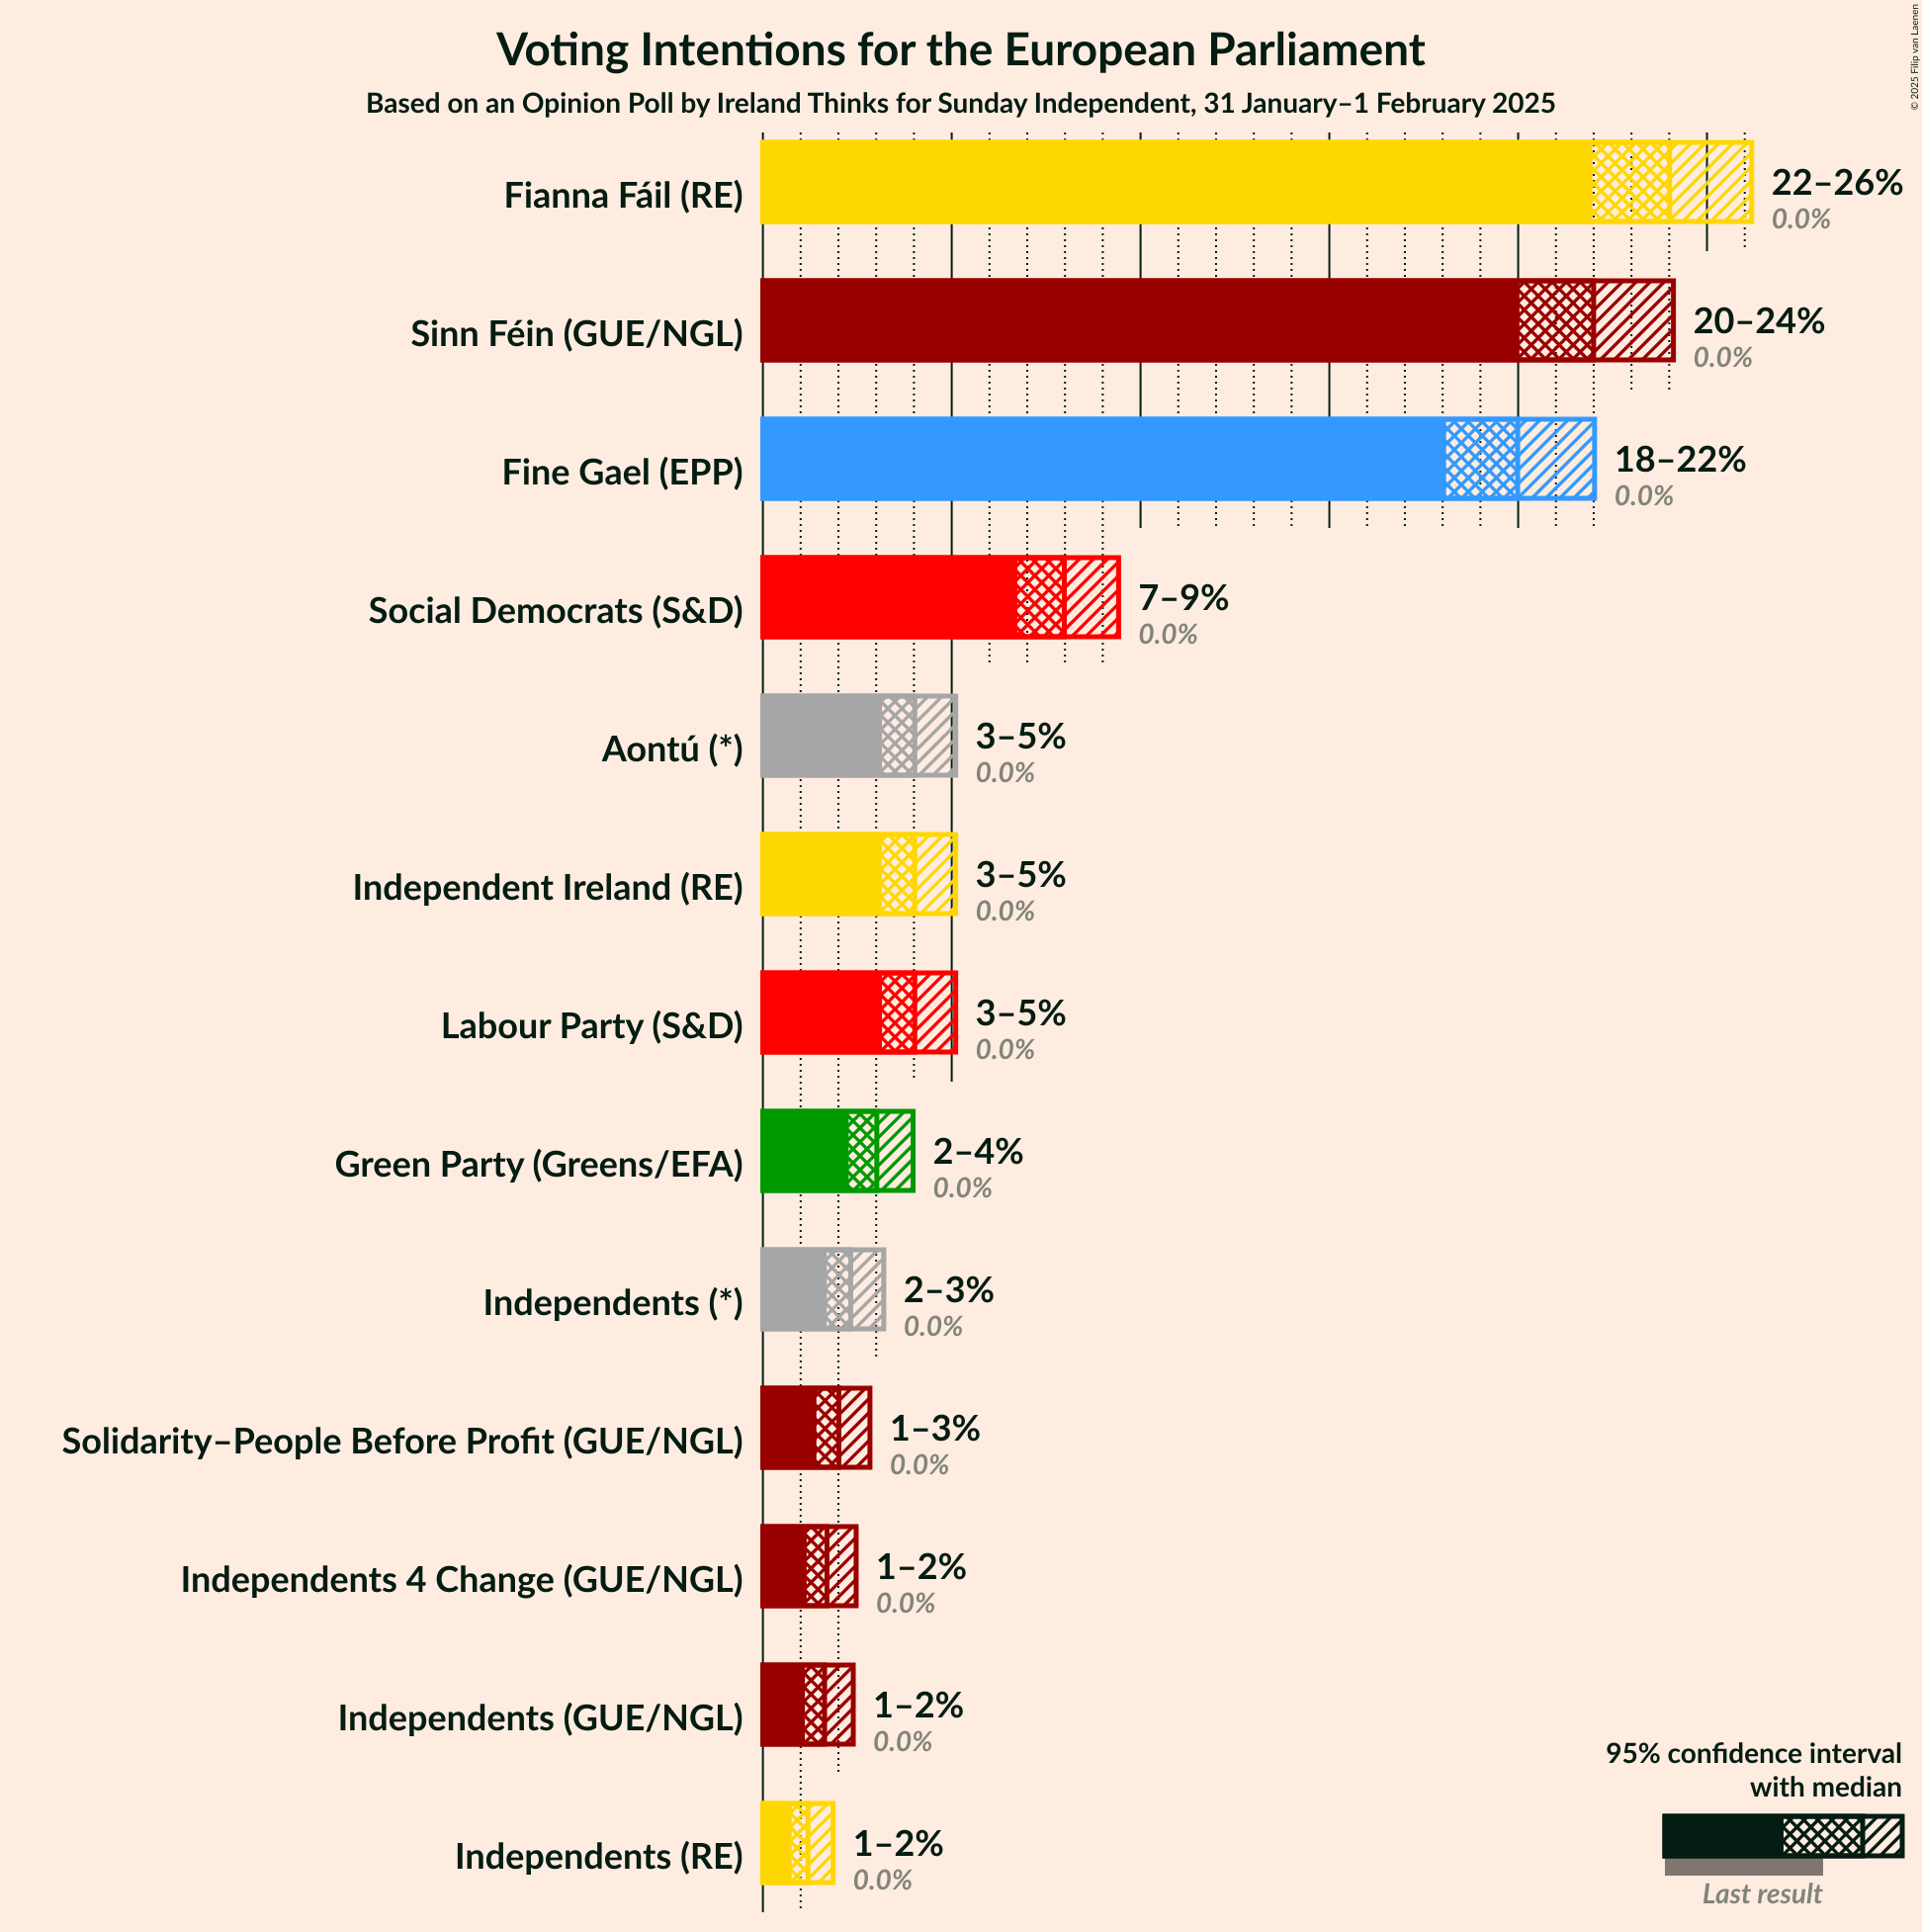 Voting Intentions for the European Parliament
Based on an Opinion Poll by Ireland Thinks for Sunday Independent, 31 January–1 February 2025
© 2025 Filip van Laenen
Fianna Fáil (RE)
22–26%
0.0%
Sinn Féin (GUE/NGL)
20–24%
0.0%
Fine Gael (EPP)
18–22%
0.0%
Social Democrats (S&D)
7–9%
0.0%
Aontú (*)
3–5%
0.0%
Independent Ireland (RE)
3–5%
0.0%
Labour Party (S&D)
3–5%
0.0%
Green Party (Greens/EFA)
2–4%
0.0%
Independents (*)
2–3%
0.0%
Solidarity–People Before Profit (GUE/NGL)
1–3%
0.0%
Independents 4 Change (GUE/NGL)
1–2%
0.0%
Independents (GUE/NGL)
1–2%
0.0%
Independents (RE)
1–2%
0.0%
95% confidence interval
with median
Last result